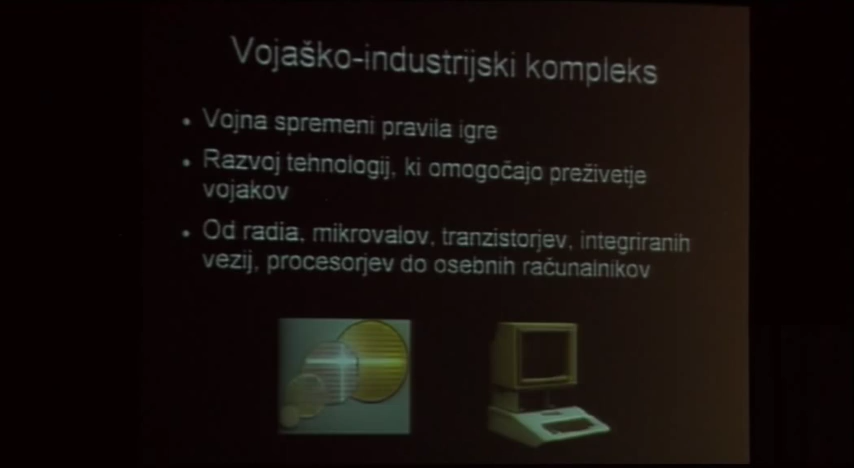 Vojaško-industrijski kompleks
• Vojna spremeni pravila igre
• Razvoj tehnologij, ki omogočajo preživetje
vojakov
• Od radia, mikrovalov, tranzistorjev, integriranih
vezij, procesorjev do osebnih računalnikov